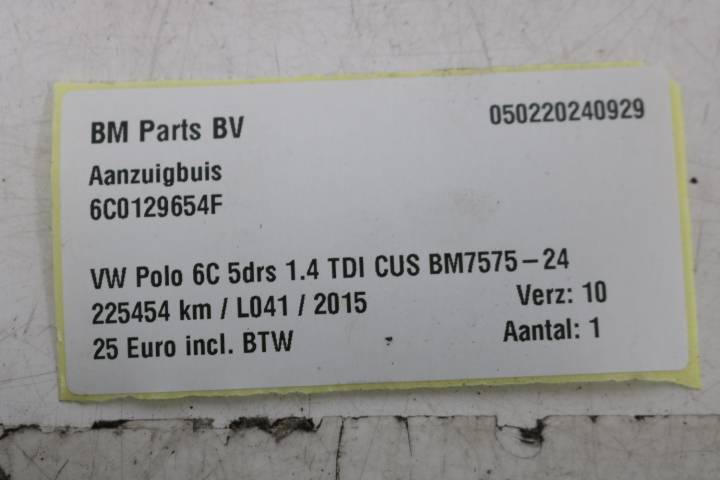 BM Parts BV 050220240929
Aanzuigbuis
6C0129654F
VW Polo 6C 5drs 1.4 TDI CUS BM7575-24
225454 km / L041 / 2015 Verz: 10
25 Euro incl. BTW Aantal: 1